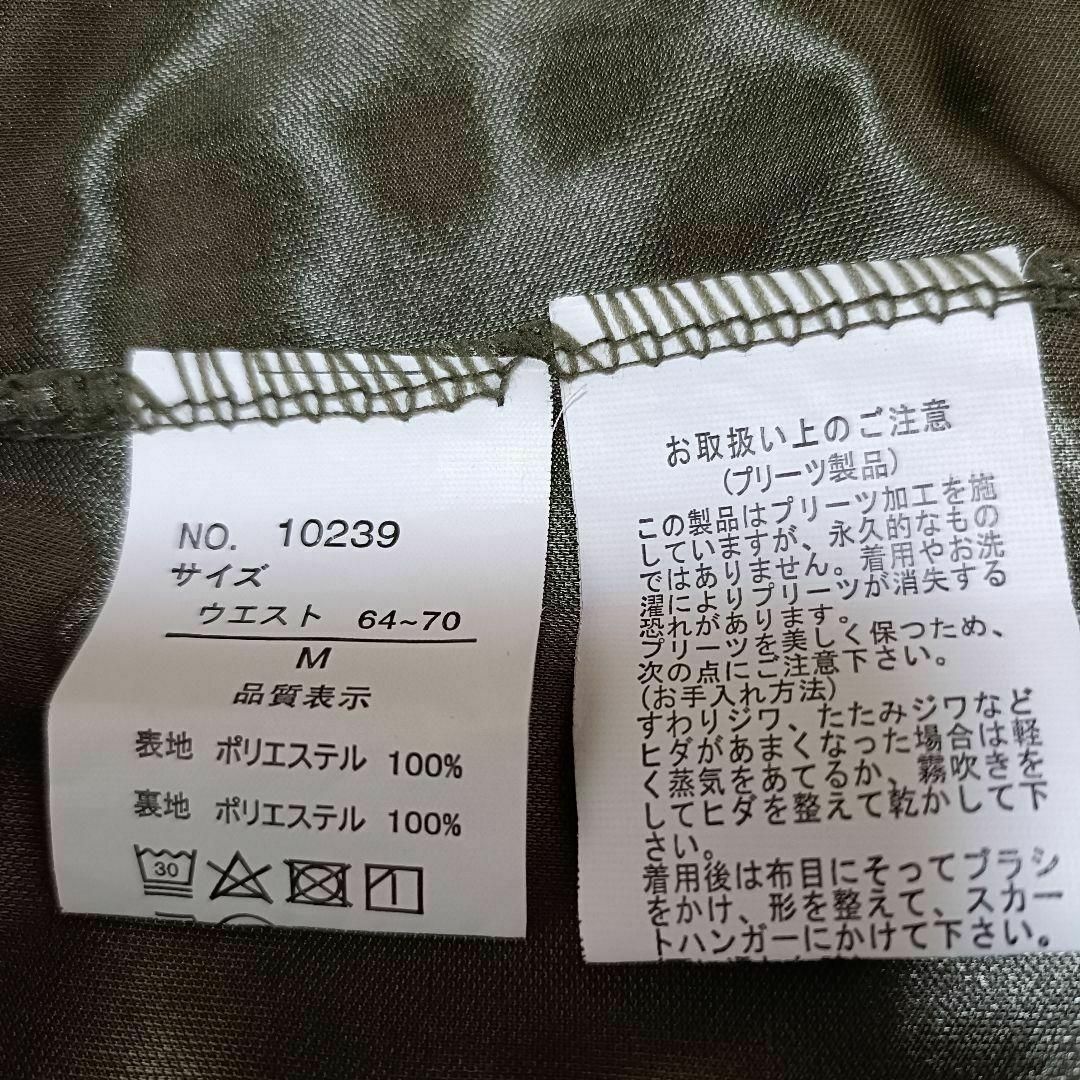 NO. 10239
サイズ
ウエスト 64~70
M
品質表示
表地 ポリエステル 100%
裏地 ポリエステル 100%
30
お取扱い上のご注意
(プリーツ製品)
この製品はプリーツ加工を施
していますが、永久的なもの
ではありません。着用やお洗
濯によりプリーツが消失する
恐れがあります。
プリーツを美しく保つため、
次の点にご注意下さい。
(お手入れ方法)
すわりジワ、たたみジワなど
ヒダがあまくなった場合は軽
く蒸気をあてるか、霧吹きを
してヒダを整えて乾かして下
さい。
着用後は布目にそってブラシ
をかけ、形を整えて、スカー
トハンガーにかけて下さい。